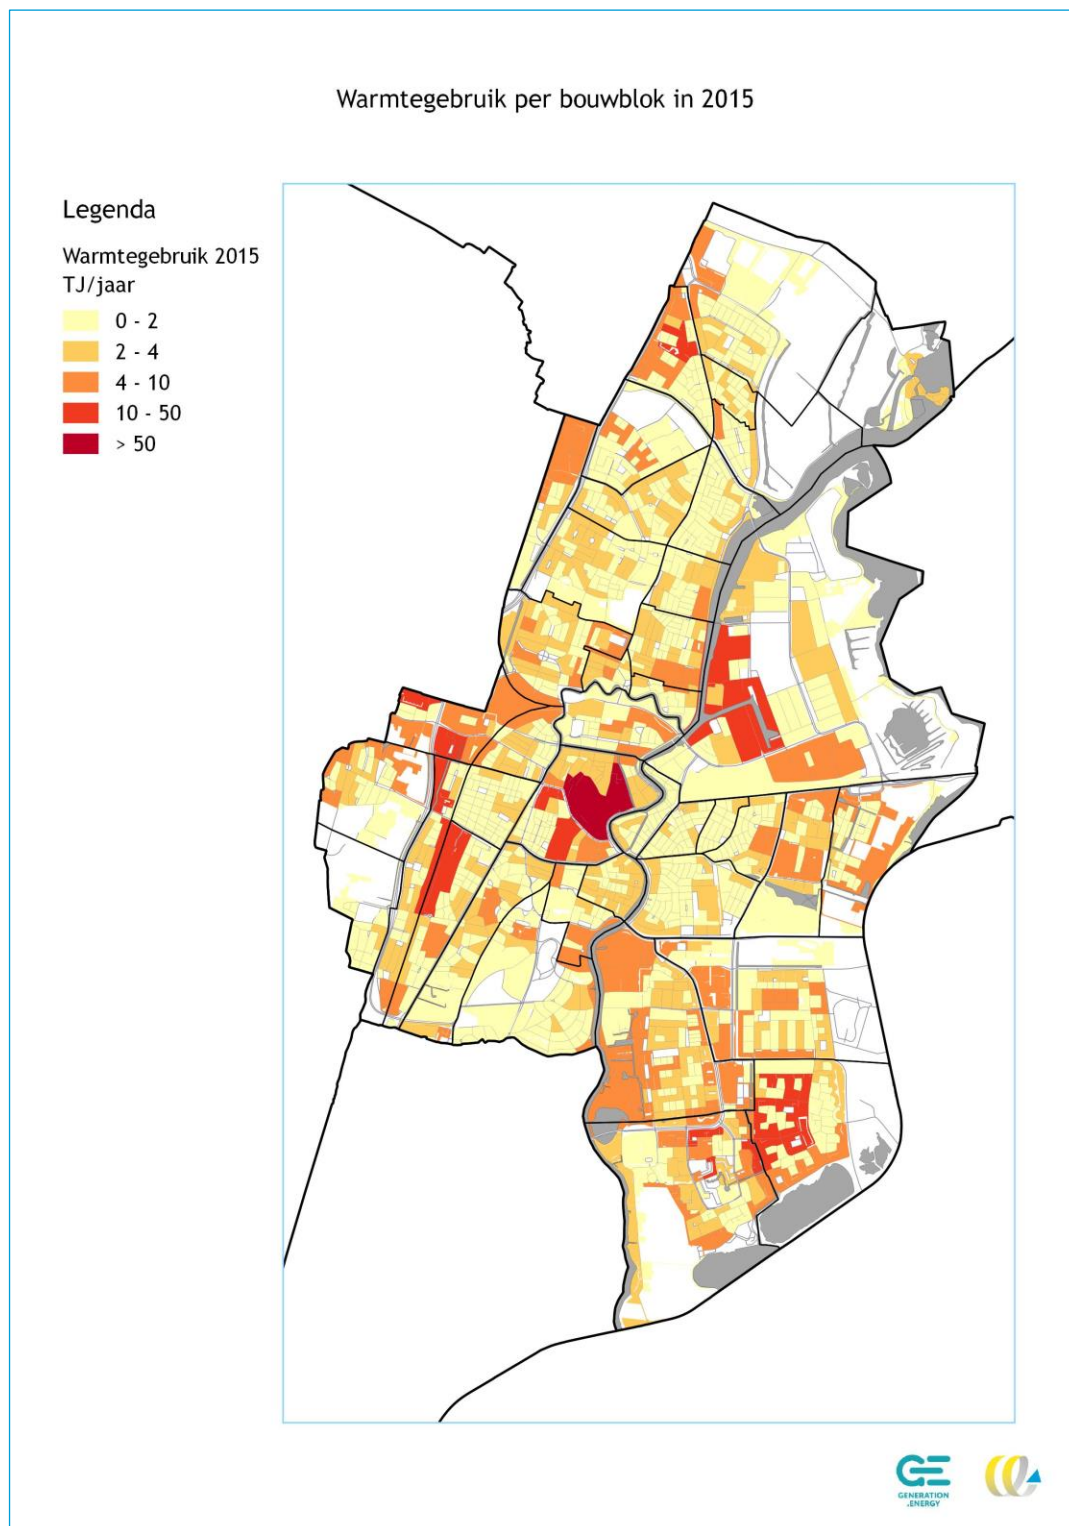 Warmtegebruik per bouwblok in 2015
Legenda
Warmtegebruik 2015
TJ/jaar
0 - 2
2 - 4
4 - 10
10 - 50
> 50
GE
GENERATION
.ENERGY